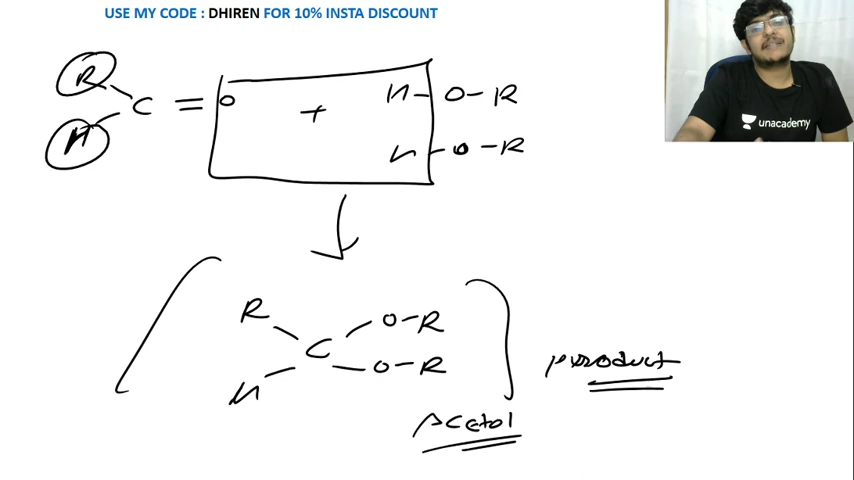 USE MY CODE : DHIREN FOR 10% INSTA DISCOUNT
unacademy
R
C = O + H - O - R
H
H - O - R
R
O - R
C
O - R
H
product
Acetal